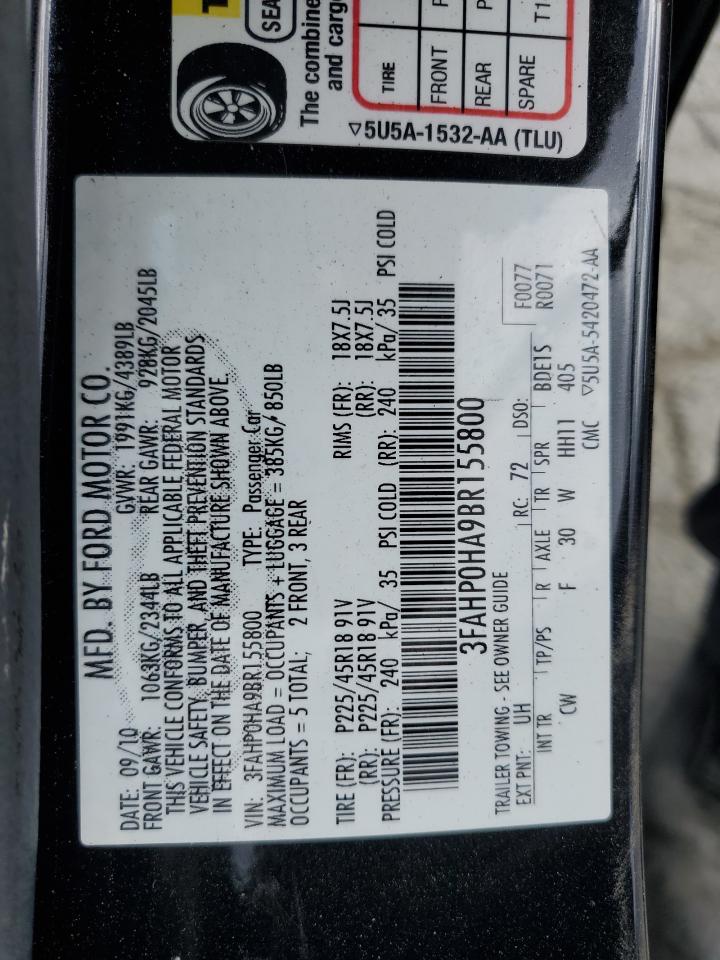 MFD. BY FORD MOTOR CO.
DATE: 09/10 GVWR: 1991KG/4389LB
FRONT GAWR: 1063KG/2344LB REAR GAWR: 928KG/2045LB
THIS VEHICLE CONFORMS TO ALL APPLICABLE FEDERAL MOTOR
VEHICLE SAFETY, BUMPER, AND THEFT PREVENTION STANDARDS
IN EFFECT ON THE DATE OF MANUFACTURE SHOWN ABOVE.
VIN: 3FAHP0HA9BR155800 TYPE: Passenger Car
MAXIMUM LOAD = OCCUPANTS + LUGGAGE = 385KG/ 850LB
OCCUPANTS = 5 TOTAL; 2 FRONT, 3 REAR
TIRE (FR): P225/45R18 91V RIMS (FR): 18X7.5J
(RR): P225/45R18 91V (RR): 18X7.5J
PRESSURE (FR): 240 kPa/ 35 PSI COLD (RR): 240 kPa/ 35 PSI COLD
3FAHP0HA9BR155800
TRAILER TOWING - SEE OWNER GUIDE
EXT PNT: UH RC: 72 DSO: F0077
R0071
INT TR TP/PS R AXLE TR SPR BDE1S
CW F 30 W HH11 405
CMC ▽5U5A-5420472-AA
SEA
The combine
and cargo
TIRE
FRONT P
REAR P
SPARE T1
▽5U5A-1532-AA (TLU)